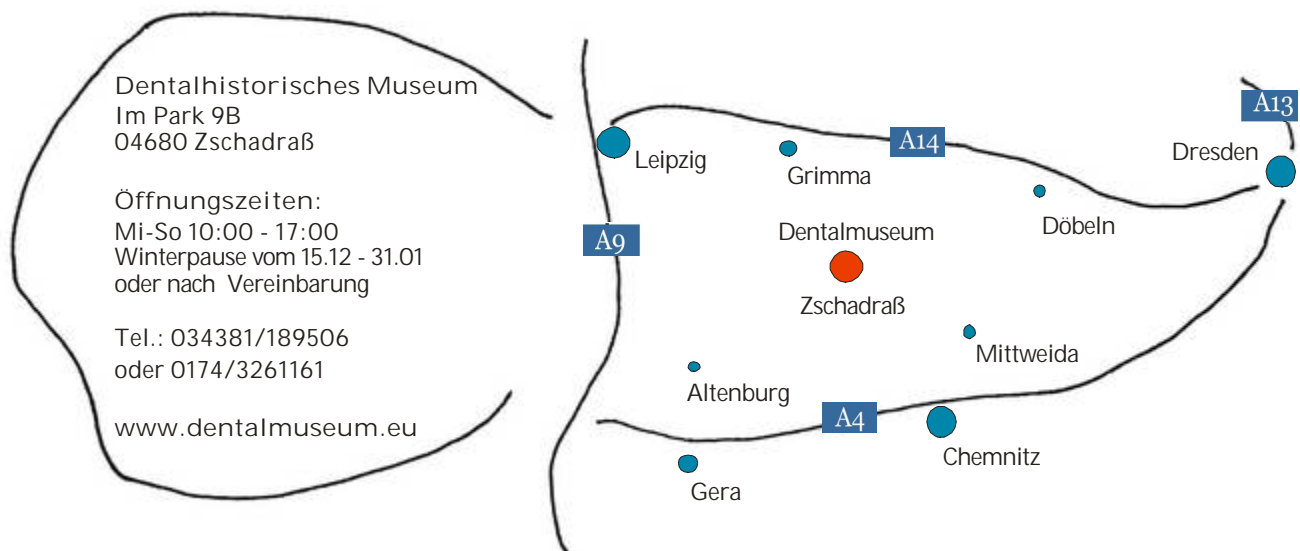 Dentalhistorisches Museum
Im Park 9B
04680 Zschadraß
Öffnungszeiten:
Mi-So 10:00 - 17:00
Winterpause vom 15.12 - 31.01
oder nach Vereinbarung
Tel.: 034381/189506
oder 0174/3261161
www.dentalmuseum.eu
A13
A14
Leipzig
Grimma
Dresden
Döbeln
A9
Dentalmuseum
Zschadraß
Mittweida
Altenburg
A4
Chemnitz
Gera